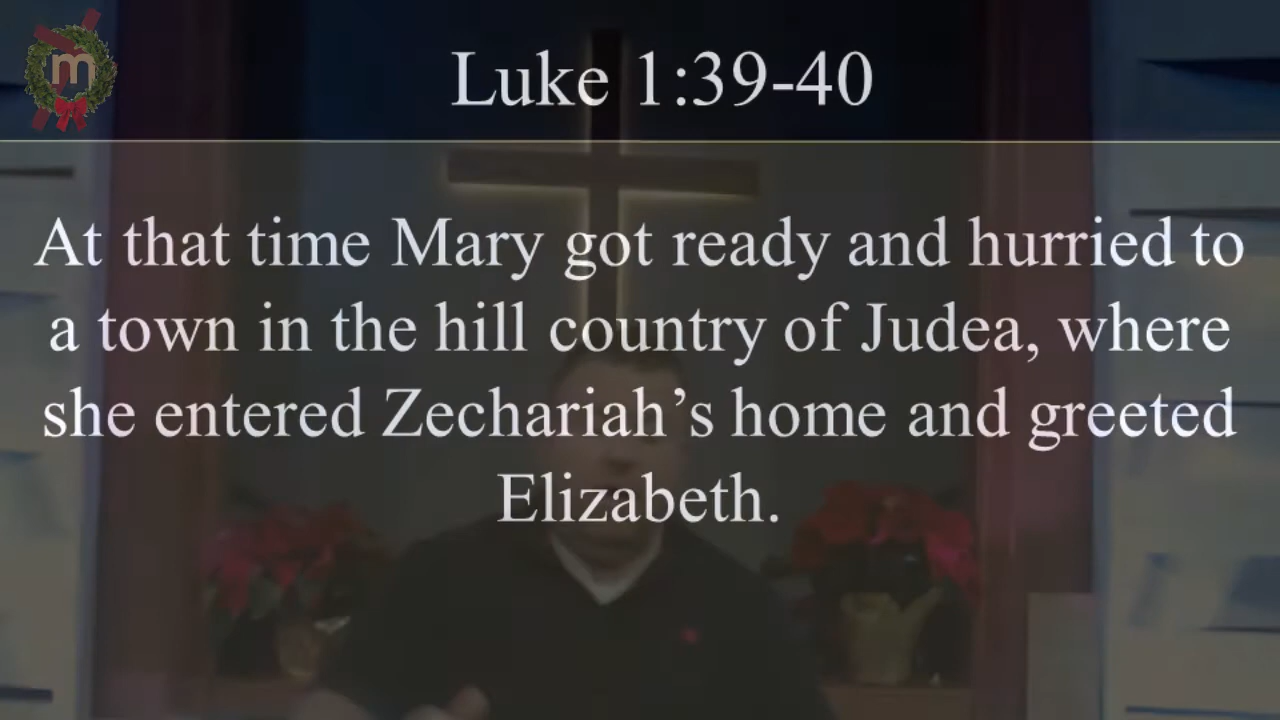 m
Luke 1:39-40
At that time Mary got ready and hurried to
a town in the hill country of Judea, where
she entered Zechariah’s home and greeted
Elizabeth.